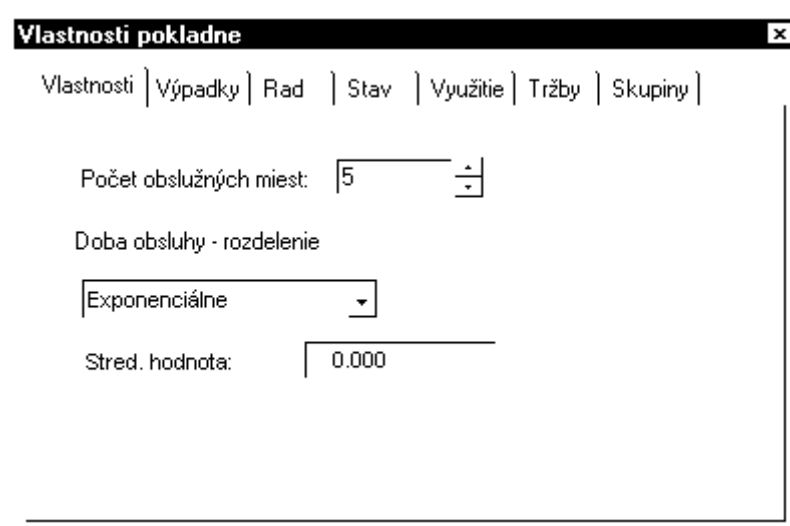 Vlastnosti pokladne
Vlastnosti Výpadky Rad Stav Využitie Tržby Skupiny
Počet obslužných miest: 5
Doba obsluhy - rozdelenie
Exponenciálne
Stred. hodnota: 0.000